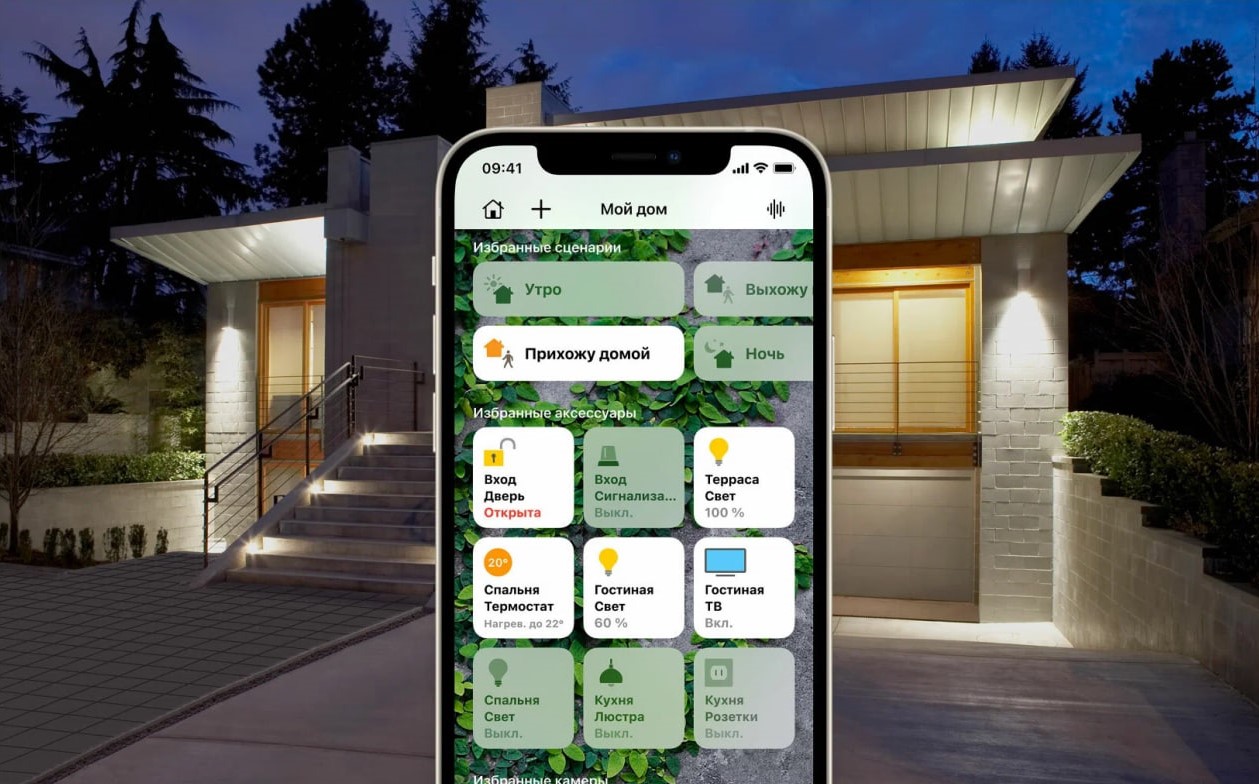 09:41
Мой дом
Избранные сценарии
Утро
Выхожу
Прихожу домой
Ночь
Избранные аксессуары
Вход
Дверь
Открыта
Вход
Сигнализа...
Выкл.
Терраса
Свет
100 %
20°
Спальня
Термостат
Нагрев. до 22°
Гостиная
Свет
60 %
Гостиная
ТВ
Вкл.
Спальня
Свет
Выкл.
Кухня
Люстра
Выкл.
Кухня
Розетки
Выкл.
Избранные камеры